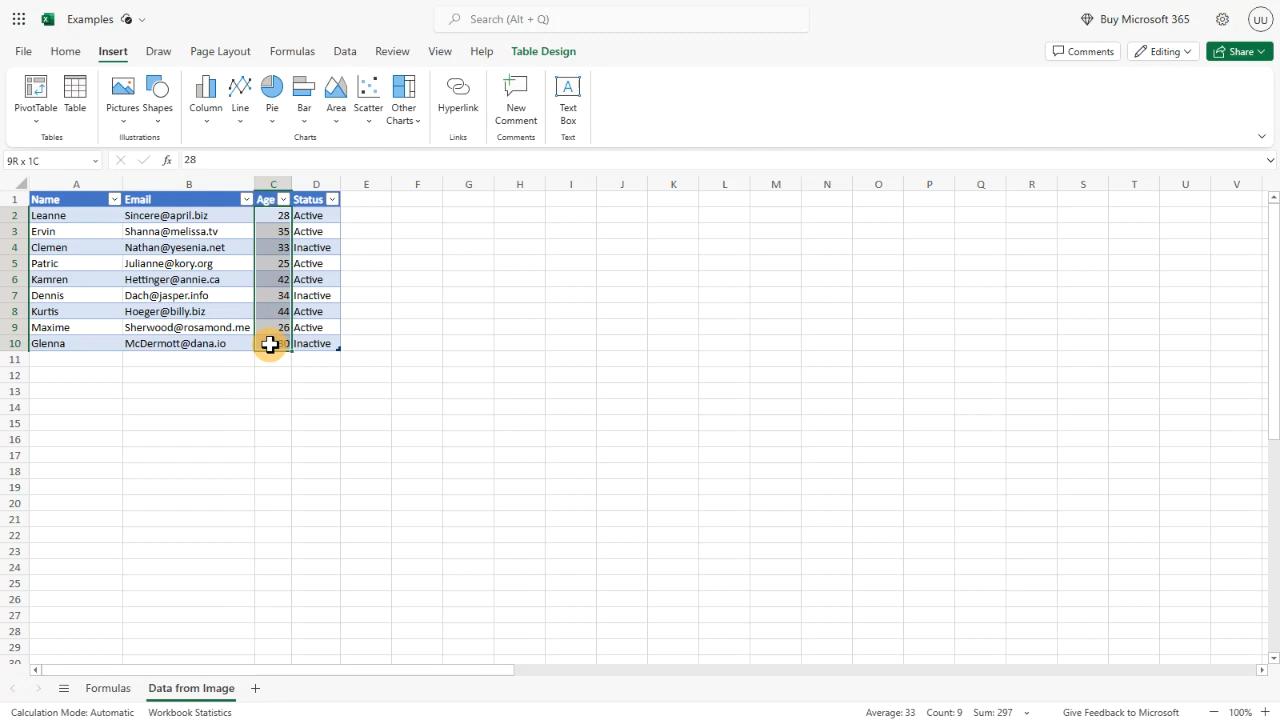 Examples
Search (Alt + Q)
Buy Microsoft 365
UU
File Home Insert Draw Page Layout Formulas Data Review View Help Table Design
Comments Editing Share
PivotTable Table Pictures Shapes Column Line Pie Bar Area Scatter Other Charts Hyperlink New Comment Text Box
Tables Illustrations Charts Links Comments Text
9R x 1C fx 28
A B C D E F G H I J K L M N O P Q R S T U V
1 Name Email Age Status
2 Leanne Sincere@april.biz 28 Active
3 Ervin Shanna@melissa.tv 35 Active
4 Clemen Nathan@yesenia.net 33 Inactive
5 Patric Julianne@kory.org 25 Active
6 Kamren Hettinger@annie.ca 42 Active
7 Dennis Dach@jasper.info 34 Inactive
8 Kurtis Hoeger@billy.biz 44 Active
9 Maxime Sherwood@rosamond.me 26 Active
10 Glenna McDermott@dana.io Inactive
11
12
13
14
15
16
17
18
19
20
21
22
23
24
25
26
27
28
29
30
Formulas Data from Image
Calculation Mode: Automatic Workbook Statistics Average: 33 Count: 9 Sum: 297 Give Feedback to Microsoft 100%